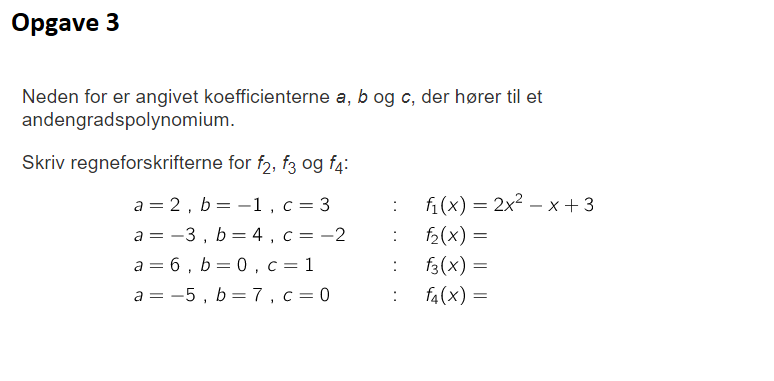 Opgave 3
Neden for er angivet koefficienterne a, b og c, der hører til et
andengradspolynomium.
Skriv regneforskrifterne for f₂, f₃ og f₄:
a = 2 , b = −1 , c = 3 : f₁(x) = 2x² − x + 3
a = −3 , b = 4 , c = −2 : f₂(x) =
a = 6 , b = 0 , c = 1 : f₃(x) =
a = −5 , b = 7 , c = 0 : f₄(x) =